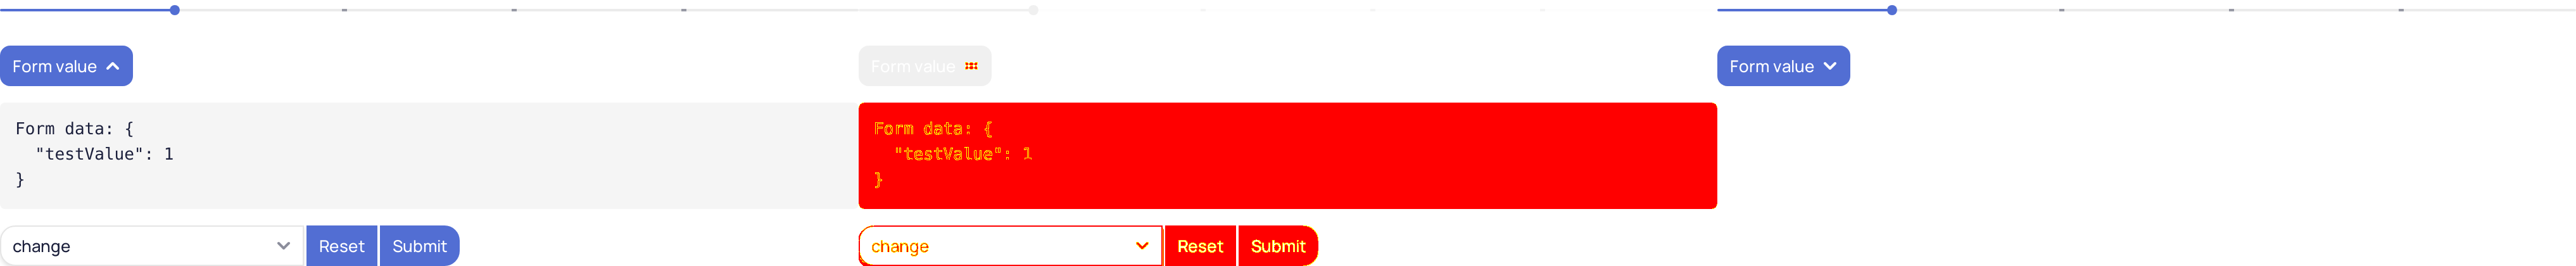 Form value
Form data: {
  "testValue": 1
}
change
Reset
Submit
Form value
Form data: {
  "testValue": 1
}
change
Reset
Submit
Form value